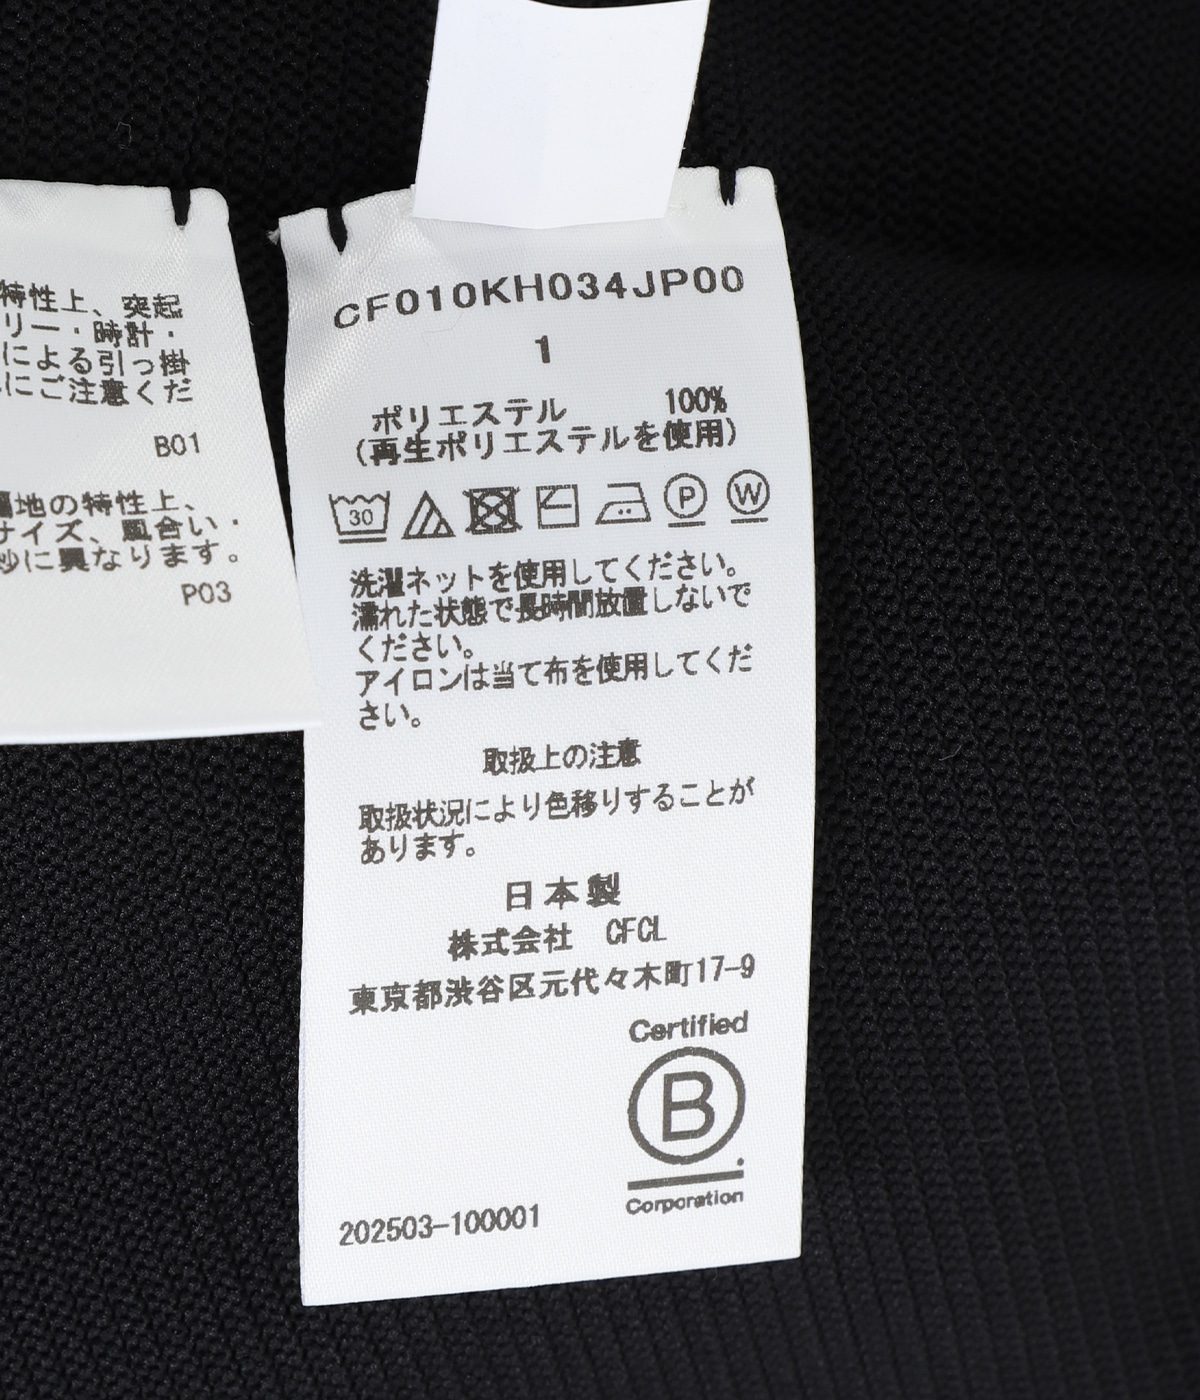 特性上、突起
リー・時計・
による引っ掛
にご注意くだ
B01
地の特性上、
サイズ、風合い・
に異なります。
P03
CF010KH034JP00
1
ポリエステル 100%
(再生ポリエステルを使用)
30
P
W
洗濯ネットを使用してください。
濡れた状態で長時間放置しないで
ください。
アイロンは当て布を使用してくだ
さい。
取扱上の注意
取扱状況により色移りすることが
あります。
日本製
株式会社 CFCL
東京都渋谷区元代々木町17-9
Certified
B
Corporation
202503-100001